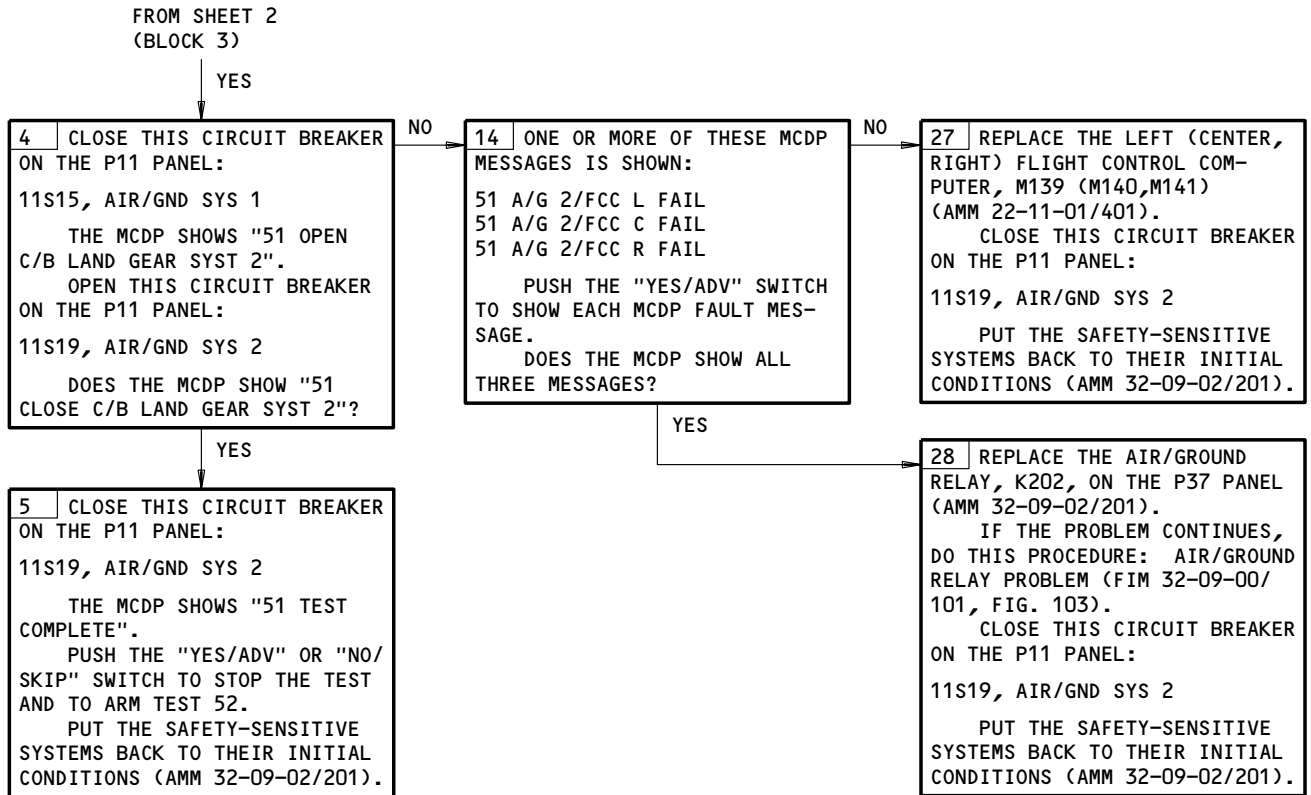 FROM SHEET 2
(BLOCK 3)
YES
4 CLOSE THIS CIRCUIT BREAKER
ON THE P11 PANEL:
11S15, AIR/GND SYS 1
THE MCDP SHOWS "51 OPEN
C/B LAND GEAR SYST 2".
OPEN THIS CIRCUIT BREAKER
ON THE P11 PANEL:
11S19, AIR/GND SYS 2
DOES THE MCDP SHOW "51
CLOSE C/B LAND GEAR SYST 2"?
NO
14 ONE OR MORE OF THESE MCDP
MESSAGES IS SHOWN:
51 A/G 2/FCC L FAIL
51 A/G 2/FCC C FAIL
51 A/G 2/FCC R FAIL
PUSH THE "YES/ADV" SWITCH
TO SHOW EACH MCDP FAULT MES-
SAGE.
DOES THE MCDP SHOW ALL
THREE MESSAGES?
NO
27 REPLACE THE LEFT (CENTER,
RIGHT) FLIGHT CONTROL COM-
PUTER, M139 (M140,M141)
(AMM 22-11-01/401).
CLOSE THIS CIRCUIT BREAKER
ON THE P11 PANEL:
11S19, AIR/GND SYS 2
PUT THE SAFETY-SENSITIVE
SYSTEMS BACK TO THEIR INITIAL
CONDITIONS (AMM 32-09-02/201).
YES
5 CLOSE THIS CIRCUIT BREAKER
ON THE P11 PANEL:
11S19, AIR/GND SYS 2
THE MCDP SHOWS "51 TEST
COMPLETE".
PUSH THE "YES/ADV" OR "NO/
SKIP" SWITCH TO STOP THE TEST
AND TO ARM TEST 52.
PUT THE SAFETY-SENSITIVE
SYSTEMS BACK TO THEIR INITIAL
CONDITIONS (AMM 32-09-02/201).
YES
28 REPLACE THE AIR/GROUND
RELAY, K202, ON THE P37 PANEL
(AMM 32-09-02/201).
IF THE PROBLEM CONTINUES,
DO THIS PROCEDURE: AIR/GROUND
RELAY PROBLEM (FIM 32-09-00/
101, FIG. 103).
CLOSE THIS CIRCUIT BREAKER
ON THE P11 PANEL:
11S19, AIR/GND SYS 2
PUT THE SAFETY-SENSITIVE
SYSTEMS BACK TO THEIR INITIAL
CONDITIONS (AMM 32-09-02/201).